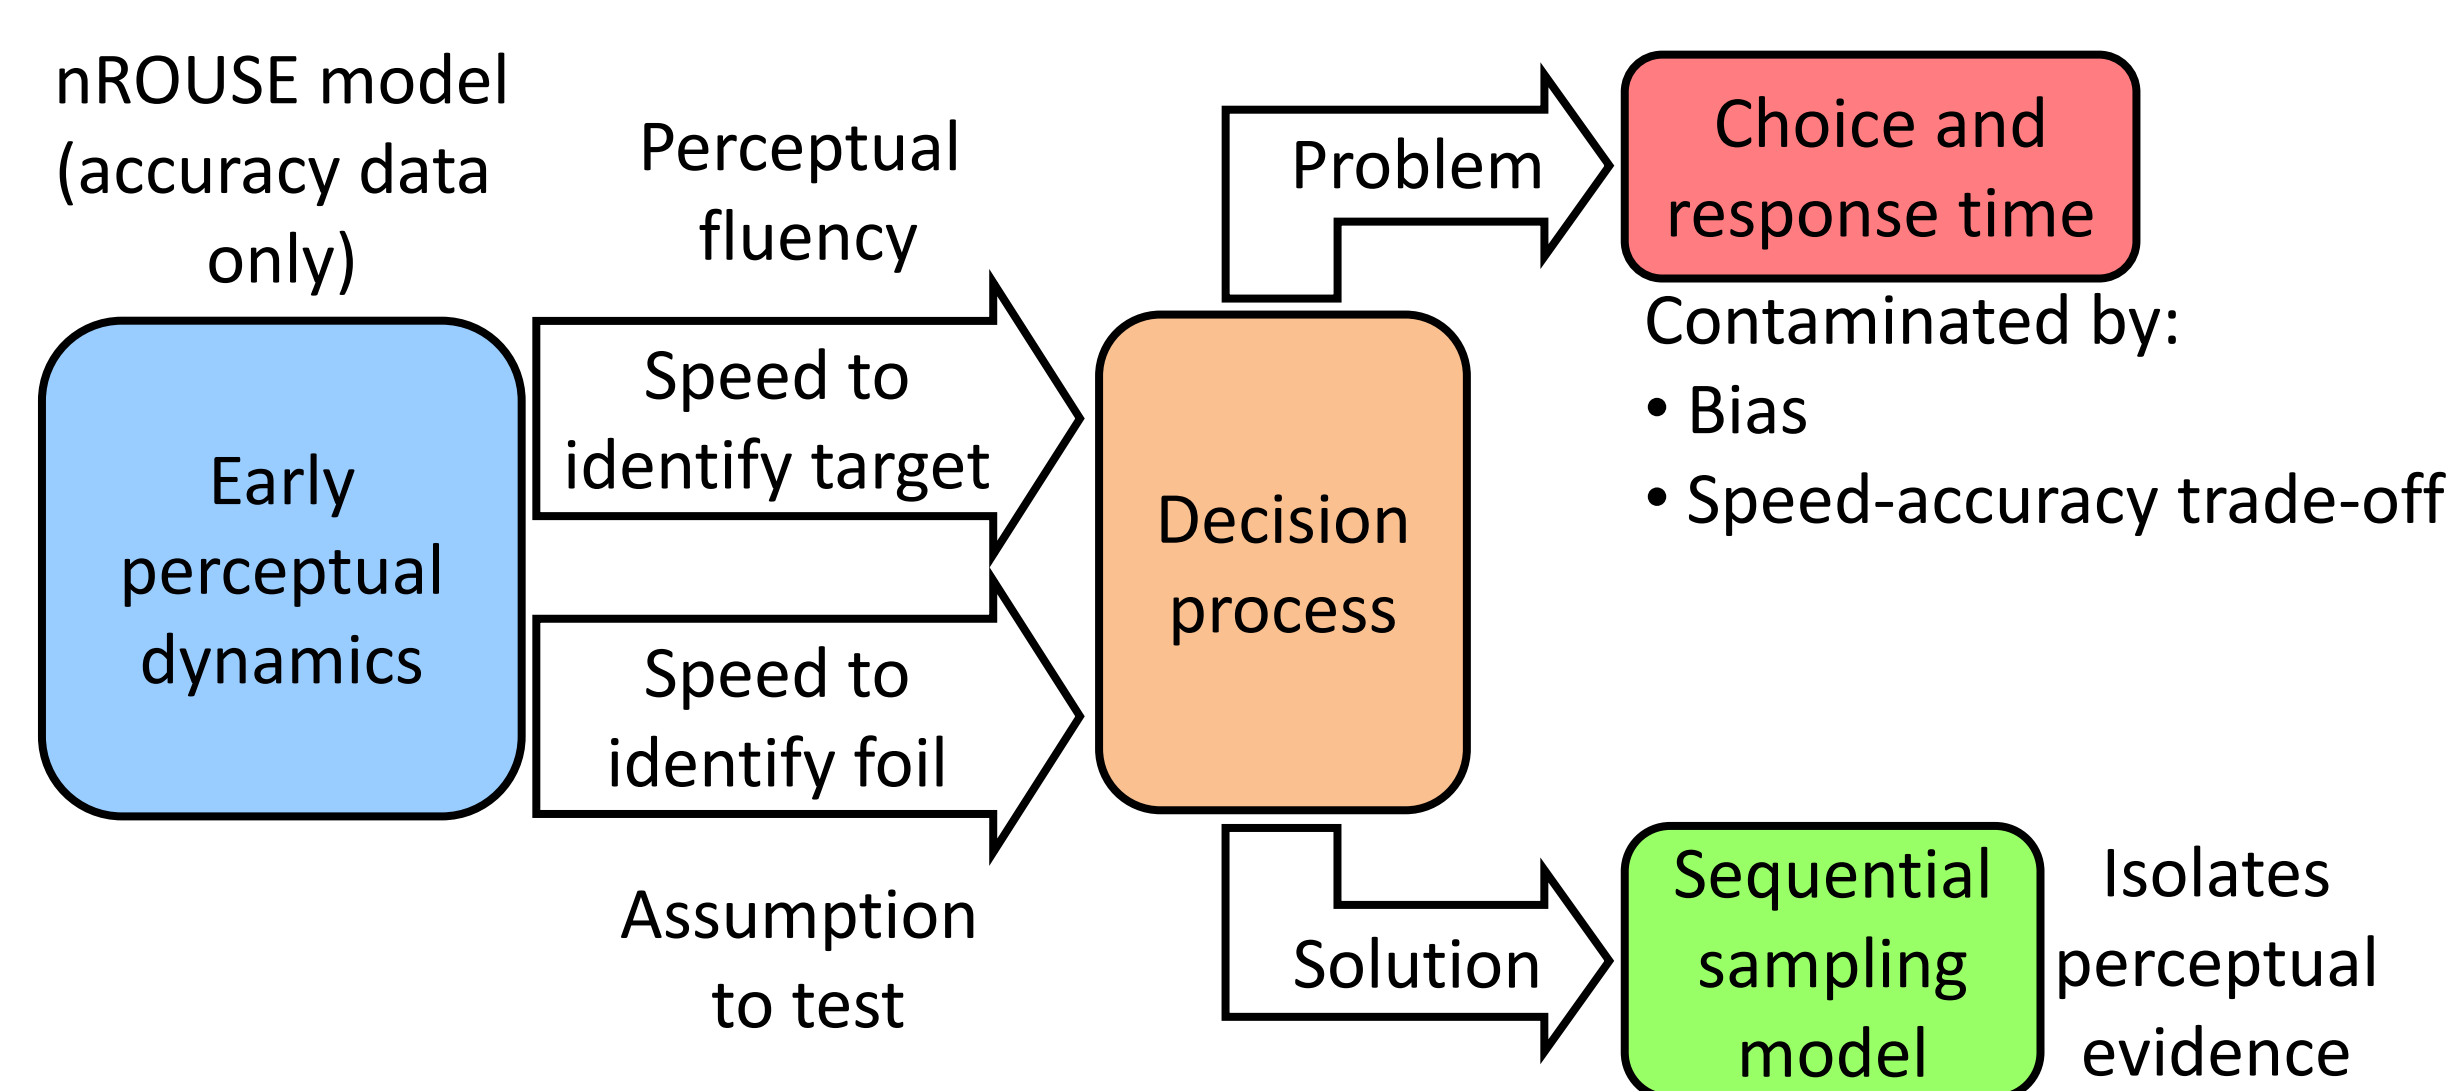 nROUSE model
(accuracy data
only)
Early
perceptual
dynamics
Perceptual
fluency
Speed to
identify target
Speed to
identify foil
Assumption
to test
Decision
process
Problem
Choice and
response time
Contaminated by:
• Bias
• Speed-accuracy trade-off
Solution
Sequential
sampling
model
Isolates
perceptual
evidence